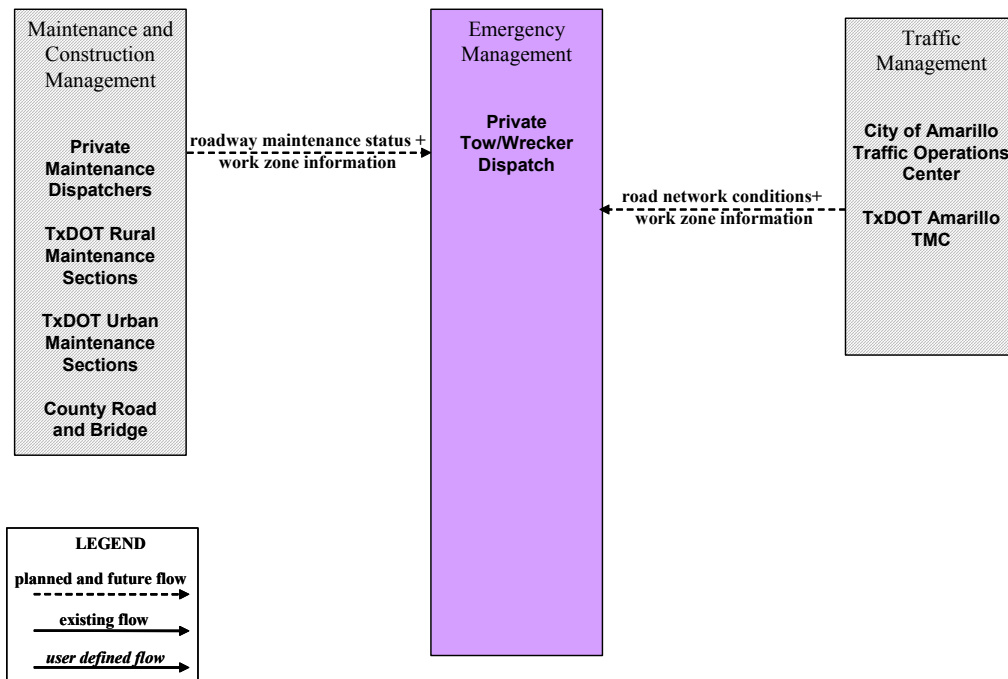 Maintenance and
Construction
Management
Private
Maintenance
Dispatchers
TxDOT Rural
Maintenance
Sections
TxDOT Urban
Maintenance
Sections
County Road
and Bridge
roadway maintenance status +
work zone information
Emergency
Management
Private
Tow/Wrecker
Dispatch
road network conditions+
work zone information
Traffic
Management
City of Amarillo
Traffic Operations
Center
TxDOT Amarillo
TMC
LEGEND
planned and future flow
existing flow
user defined flow